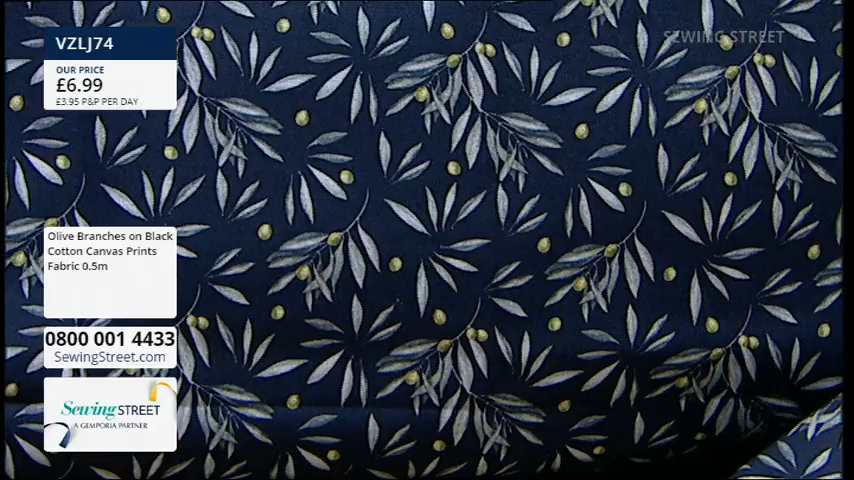 VZLJ74
OUR PRICE
£6.99
£3.95 P&P PER DAY
SEWING STREET
Olive Branches on Black
Cotton Canvas Prints
Fabric 0.5m
0800 001 4433
SewingStreet.com
Sewing STREET
A GEMPORIA PARTNER